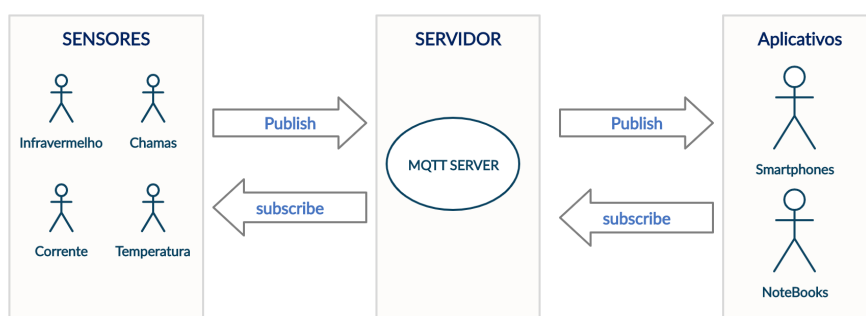 SENSORES
Infravermelho
Chamas
Corrente
Temperatura
Publish
subscribe
SERVIDOR
MQTT SERVER
Publish
subscribe
Aplicativos
Smartphones
NoteBooks